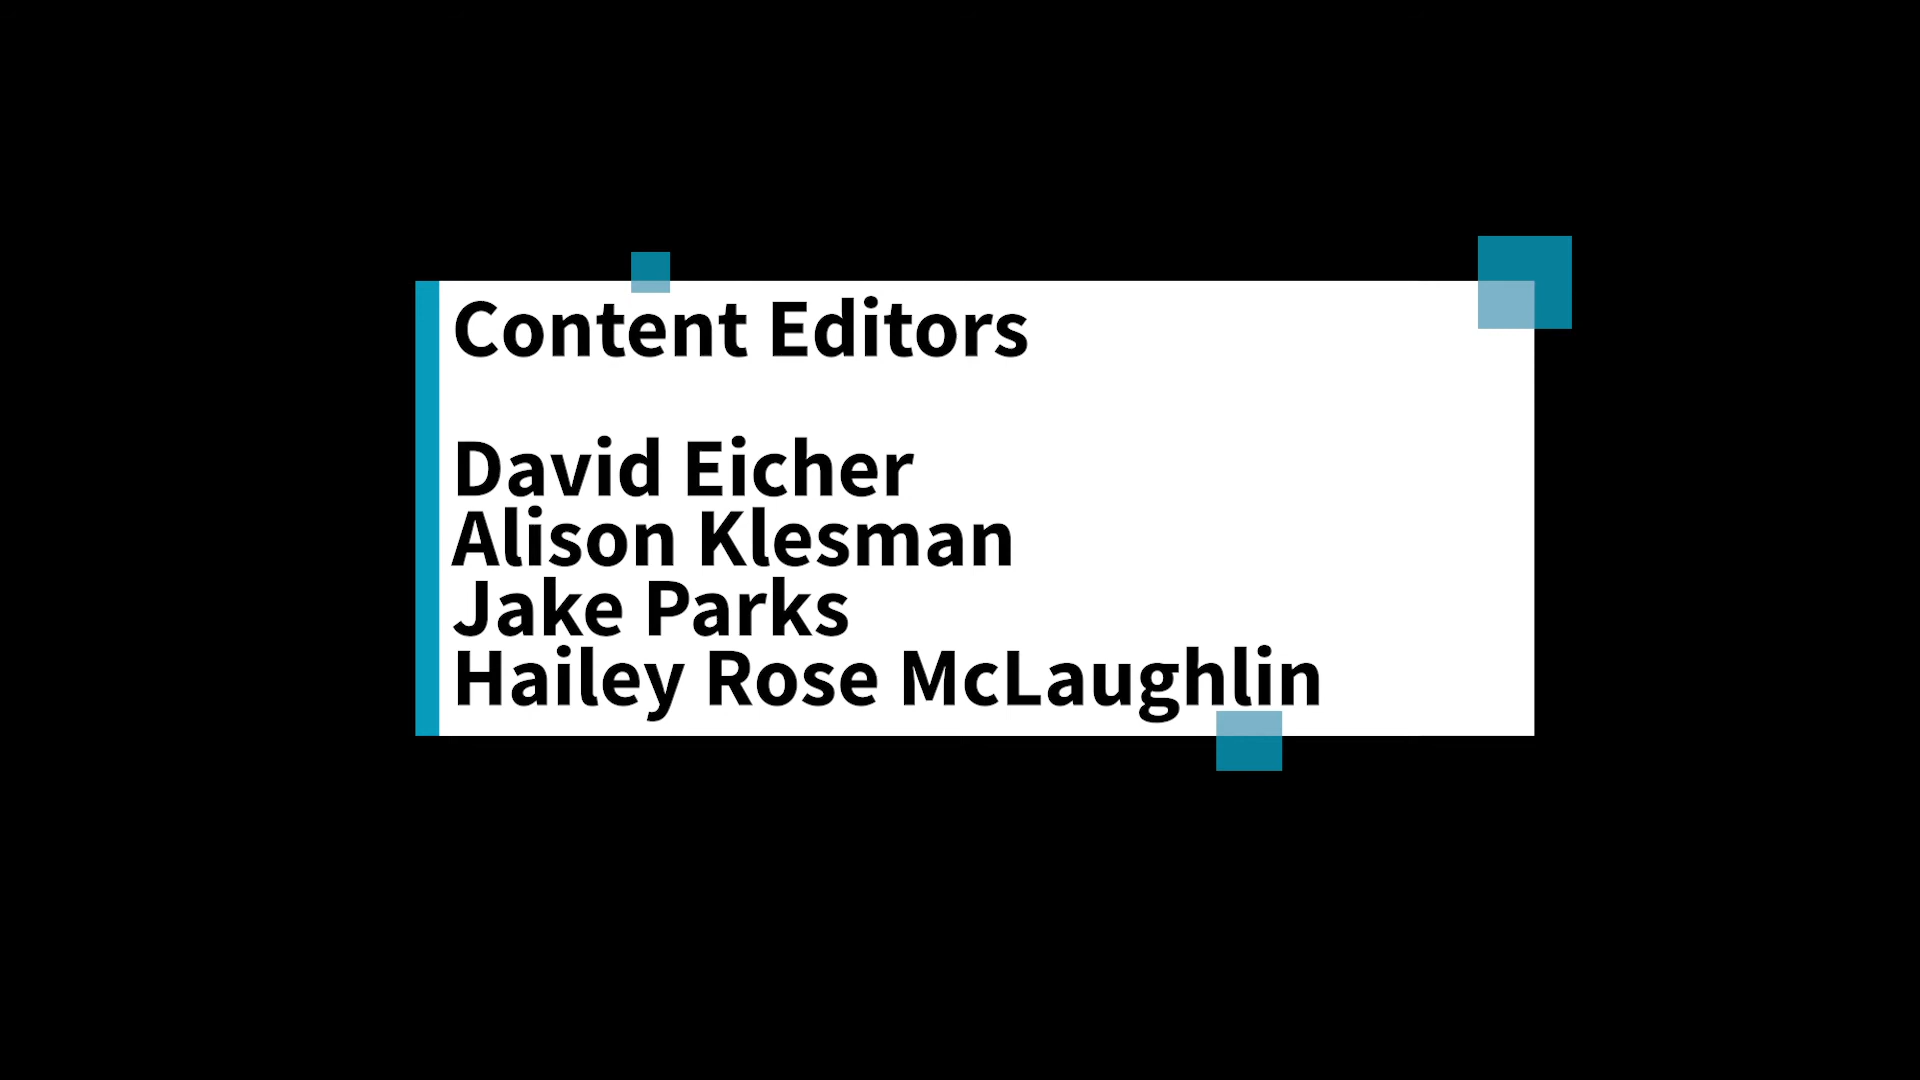 Content Editors
David Eicher
Alison Klesman
Jake Parks
Hailey Rose McLaughlin